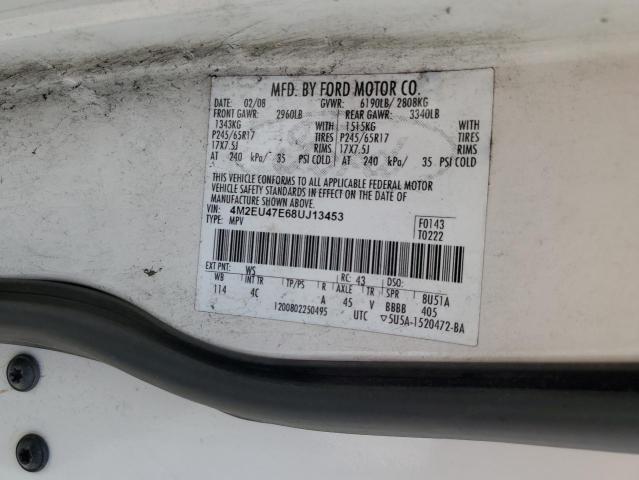 MFD. BY FORD MOTOR CO.
DATE: 02/08 GVWR: 6190LB/2808KG
FRONT GAWR: 2960LB REAR GAWR: 3340LB
1343KG WITH 1515KG WITH
P245/65R17 TIRES P245/65R17 TIRES
17X7.5J RIMS 17X7.5J RIMS
AT 240 kPa/ 35 PSI COLD AT 240 kPa/ 35 PSI COLD
THIS VEHICLE CONFORMS TO ALL APPLICABLE FEDERAL MOTOR
VEHICLE SAFETY STANDARDS IN EFFECT ON THE DATE OF
MANUFACTURE SHOWN ABOVE.
VIN: 4M2EU47E68UJ13453 F0143
TYPE: MPV T0222
EXT PNT: WS RC: 43 DSO:
WB INT TR TP/PS R AXLE TR SPR 8U51A
114 4C A 45 V BBBB 405
1200802250495 UTC ▽5U5A-1520472-BA